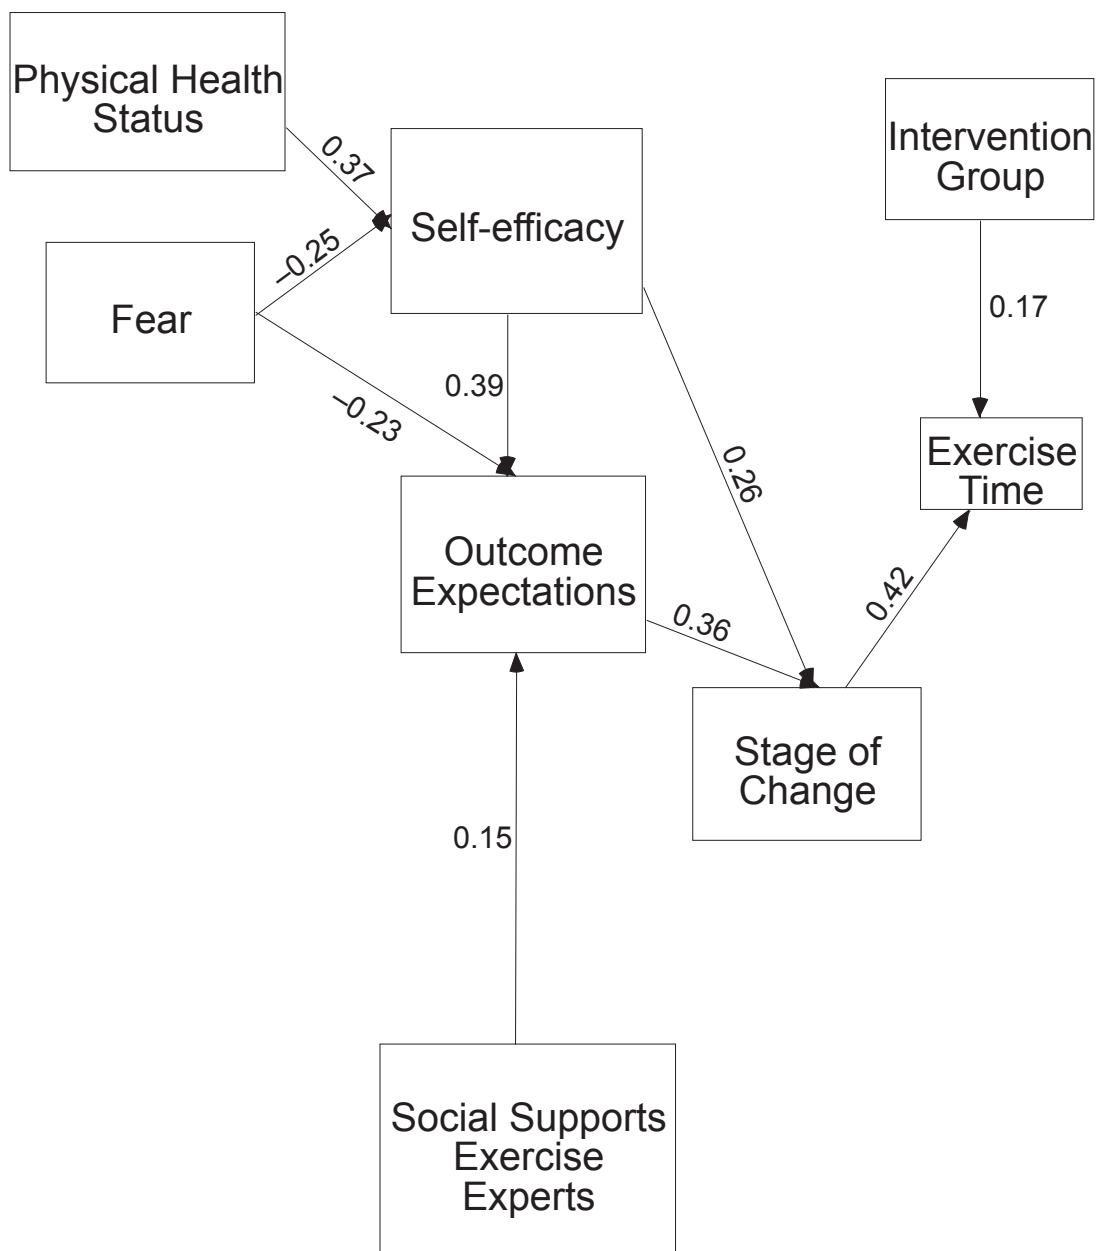 Physical Health
Status
Intervention
Group
0.37
Self-efficacy
–0.25
Fear
0.17
0.39
–0.23
Exercise
Time
0.26
Outcome
Expectations
0.42
0.36
Stage of
Change
0.15
Social Supports
Exercise
Experts